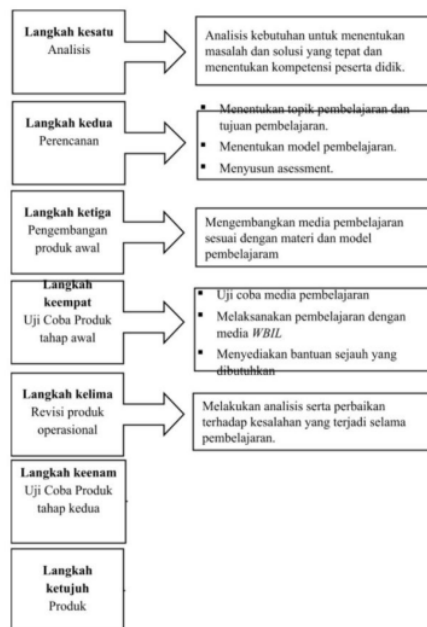 Langkah kesatu
Analisis
Analisis kebutuhan untuk menentukan
masalah dan solusi yang tepat dan
menentukan kompetensi peserta didik.
Langkah kedua
Perencanan
▪ Menentukan topik pembelajaran dan
tujuan pembelajaran.
▪ Menentukan model pembelajaran.
▪ Menyusun asessment.
Langkah ketiga
Pengembangan
produk awal
Mengembangkan media pembelajaran
sesuai dengan materi dan model
pembelajaram
Langkah
keempat
Uji Coba Produk
tahap awal
▪ Uji coba media pembelajaran
▪ Melaksanakan pembelajaran dengan
media WBIL
▪ Menyediakan bantuan sejauh yang
dibutuhkan
Langkah kelima
Revisi produk
operasional
Melakukan analisis serta perbaikan
terhadap kesalahan yang terjadi selama
pembelajaran.
Langkah keenam
Uji Coba Produk
tahap kedua
Langkah
ketujuh
Produk